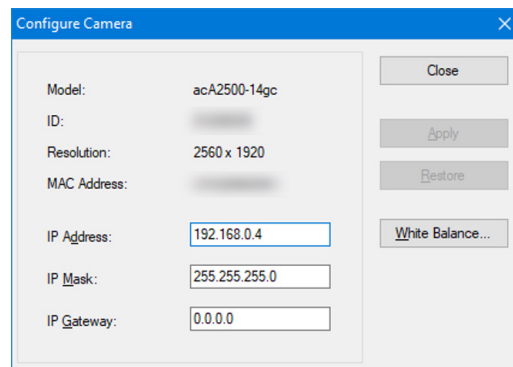 Configure Camera
Close
Model: acA2500-14gc
ID:
Apply
Resolution: 2560 x 1920
Restore
MAC Address:
IP Address: 192.168.0.4
White Balance...
IP Mask: 255.255.255.0
IP Gateway: 0.0.0.0